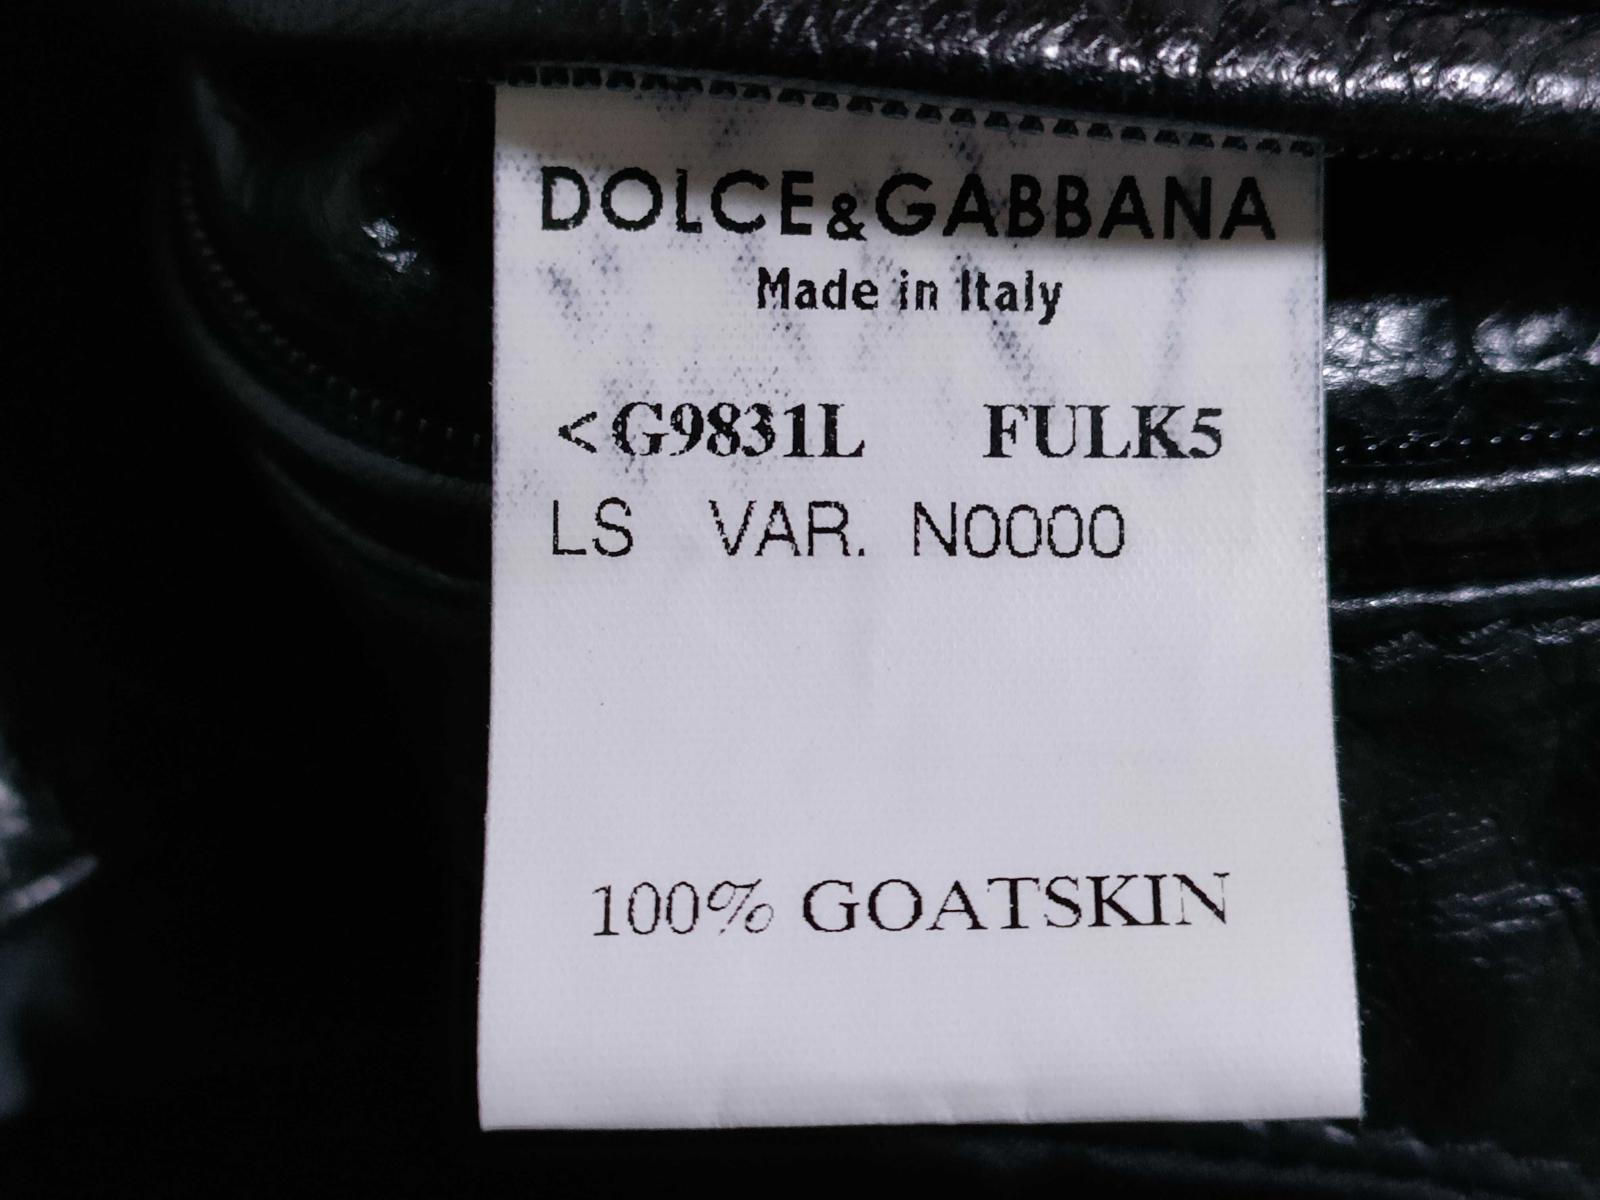 DOLCE&GABBANA
Made in Italy
<G9831L FULK5
LS VAR. N0000
100% GOATSKIN